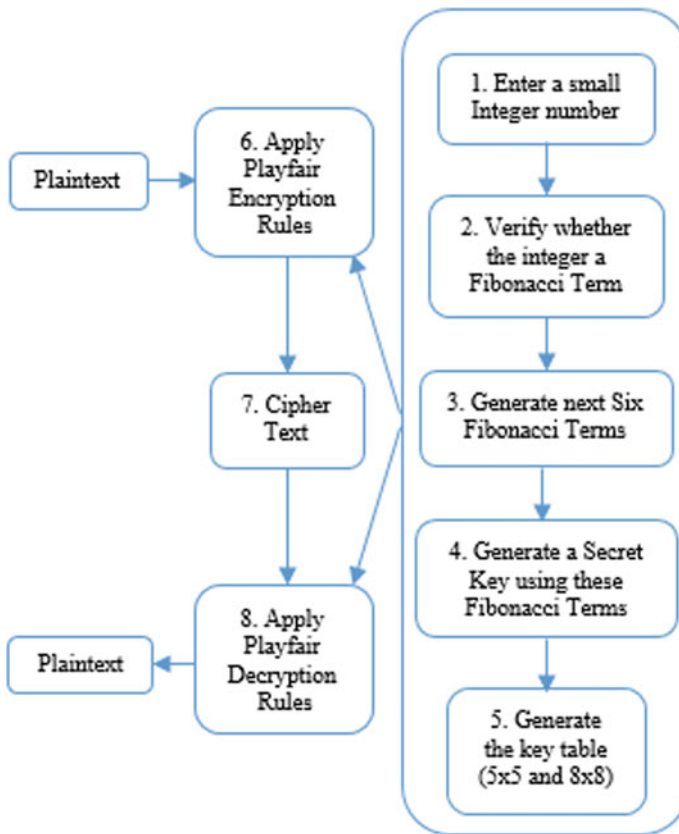 1. Enter a small
Integer number
2. Verify whether
the integer a
Fibonacci Term
3. Generate next Six
Fibonacci Terms
4. Generate a Secret
Key using these
Fibonacci Terms
5. Generate
the key table
(5x5 and 8x8)
Plaintext
6. Apply
Playfair
Encryption
Rules
7. Cipher
Text
8. Apply
Playfair
Decryption
Rules
Plaintext